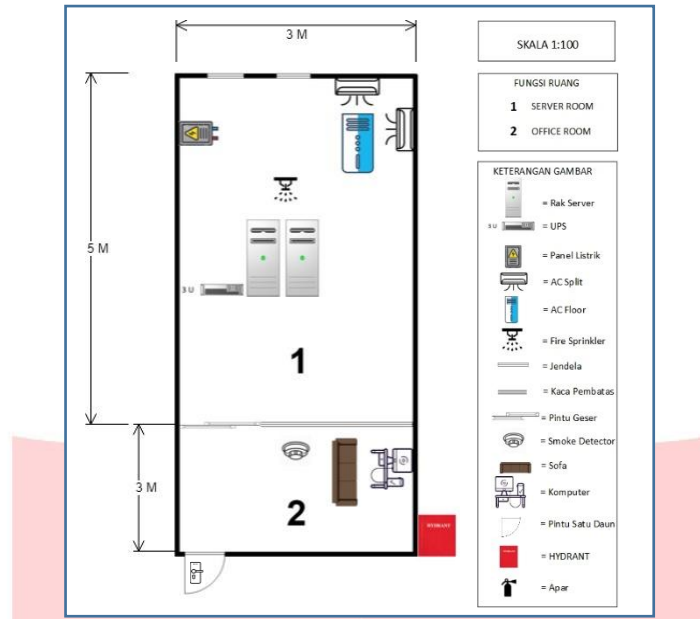 3 M
SKALA 1:100
FUNGSI RUANG
1 SERVER ROOM
2 OFFICE ROOM
KETERANGAN GAMBAR
= Rak Server
3 U = UPS
= Panel Listrik
= AC Split
= AC Floor
= Fire Sprinkler
= Jendela
= Kaca Pembatas
= Pintu Geser
= Smoke Detector
= Sofa
= Komputer
= Pintu Satu Daun
HYDRANT = HYDRANT
= Apar
5 M
3 U
1
3 M
2
HYDRANT